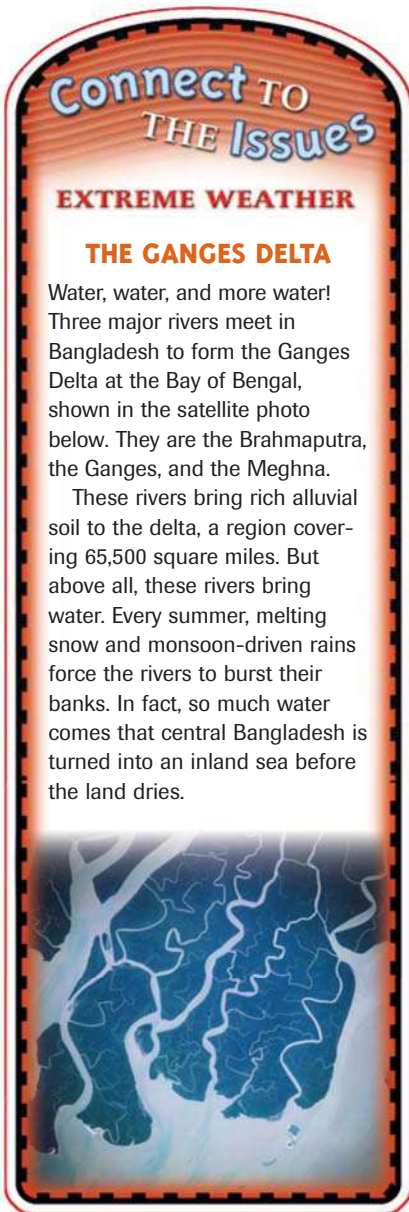 Connect TO
THE Issues
EXTREME WEATHER
THE GANGES DELTA
Water, water, and more water!
Three major rivers meet in
Bangladesh to form the Ganges
Delta at the Bay of Bengal,
shown in the satellite photo
below. They are the Brahmaputra,
the Ganges, and the Meghna.
These rivers bring rich alluvial
soil to the delta, a region cover-
ing 65,500 square miles. But
above all, these rivers bring
water. Every summer, melting
snow and monsoon-driven rains
force the rivers to burst their
banks. In fact, so much water
comes that central Bangladesh is
turned into an inland sea before
the land dries.